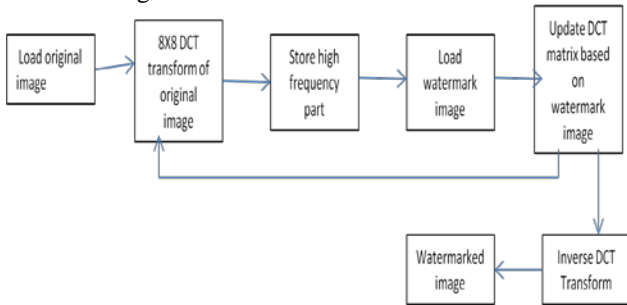 Load original
image
8X8 DCT
transform of
original
image
Store high
frequency
part
Load
watermark
image
Update DCT
matrix based
on
watermark
image
Watermarked
image
Inverse DCT
Transform